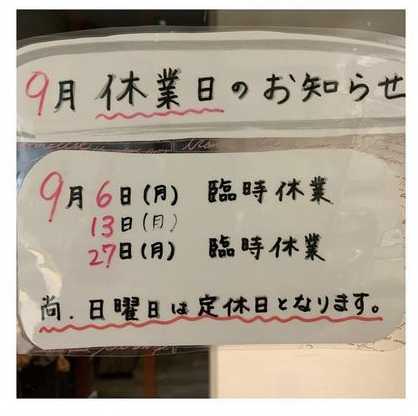 9月休業日のお知らせ
9月6日(月) 臨時休業
13日(月)
27日(月) 臨時休業
尚.日曜日は定休日となります。